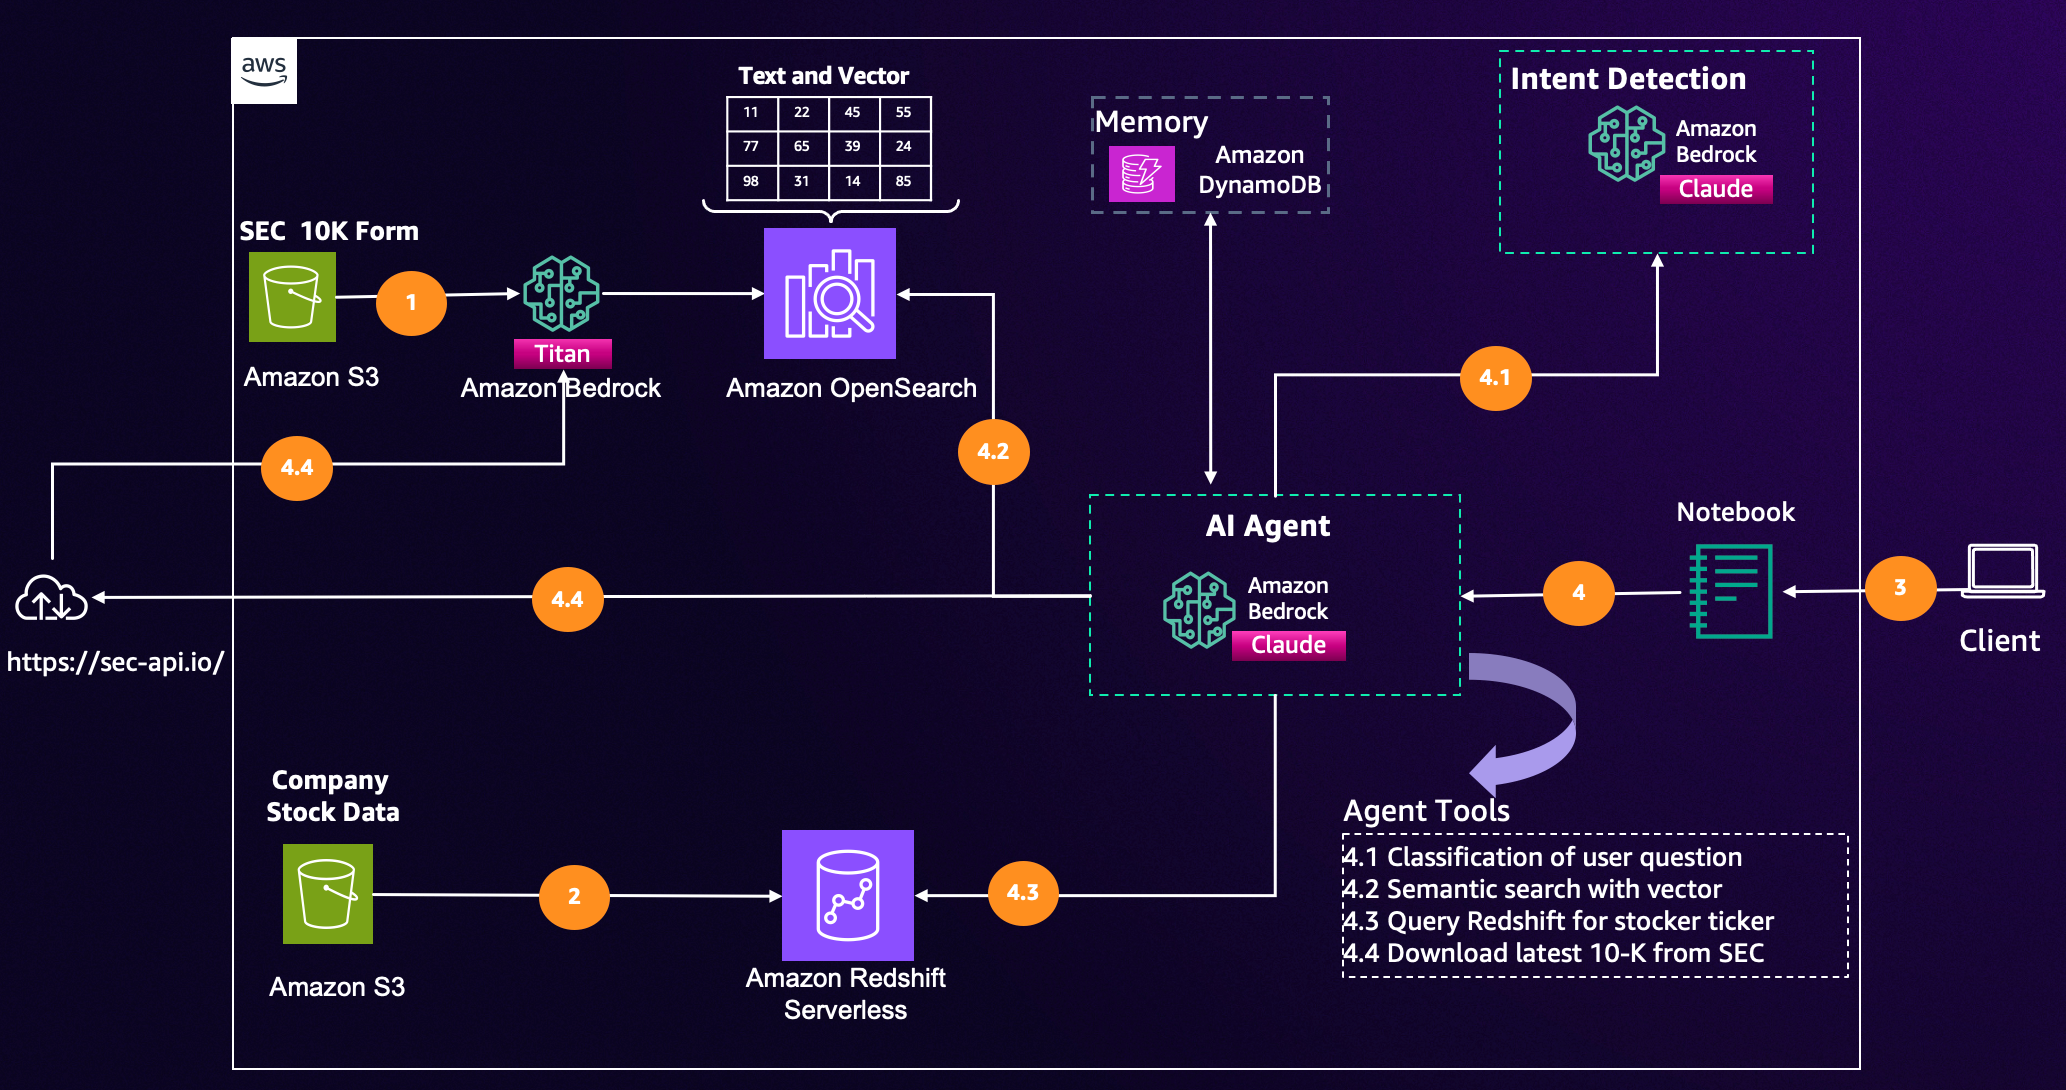 aws
Text and Vector
11 22 45 55
77 65 39 24
98 31 14 85
Memory
Amazon
DynamoDB
Intent Detection
Amazon
Bedrock
Claude
SEC 10K Form
1
Titan
Amazon S3
Amazon Bedrock
Amazon OpenSearch
4.1
4.4
4.2
AI Agent
Amazon
Bedrock
Claude
Notebook
4.4
4
3
https://sec-api.io/
Client
Company
Stock Data
2
4.3
Amazon S3
Amazon Redshift
Serverless
Agent Tools
4.1 Classification of user question
4.2 Semantic search with vector
4.3 Query Redshift for stocker ticker
4.4 Download latest 10-K from SEC